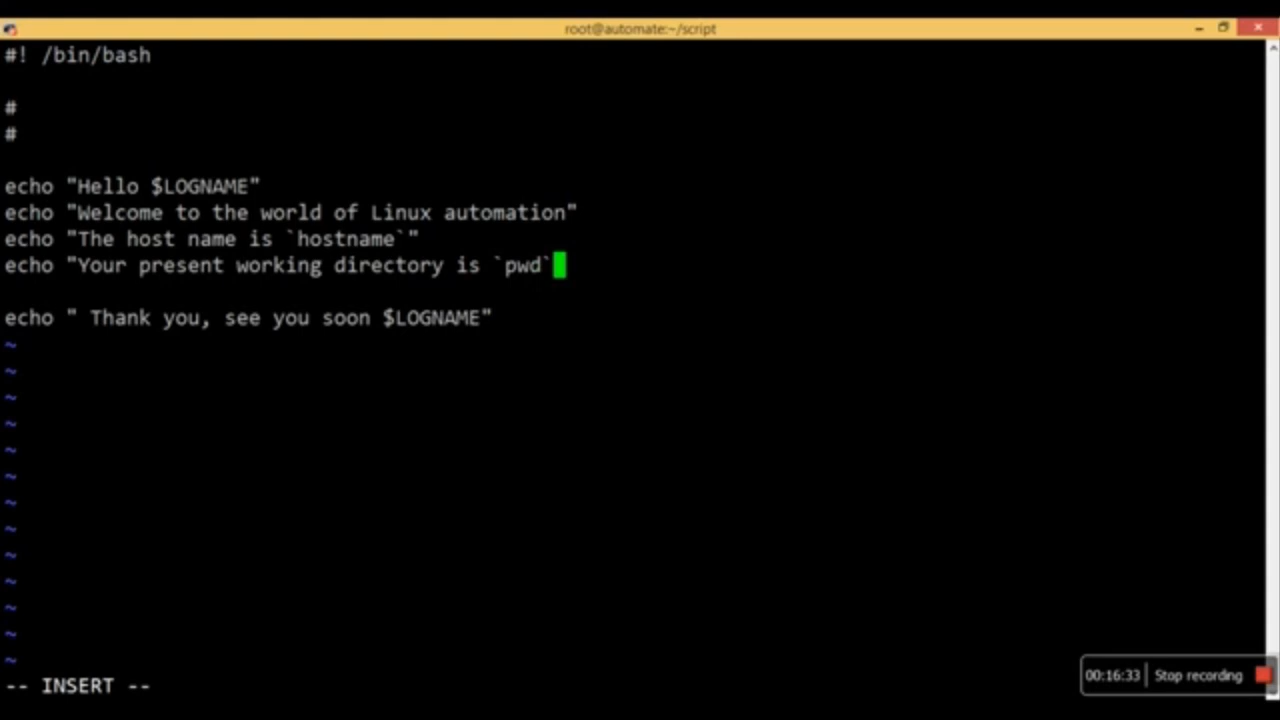 root@automate:~/script
#! /bin/bash
#
#
echo "Hello $LOGNAME"
echo "Welcome to the world of Linux automation"
echo "The host name is `hostname`"
echo "Your present working directory is `pwd`
echo " Thank you, see you soon $LOGNAME"
~
~
~
~
~
~
~
~
~
~
~
~
~
-- INSERT --
00:16:33 Stop recording